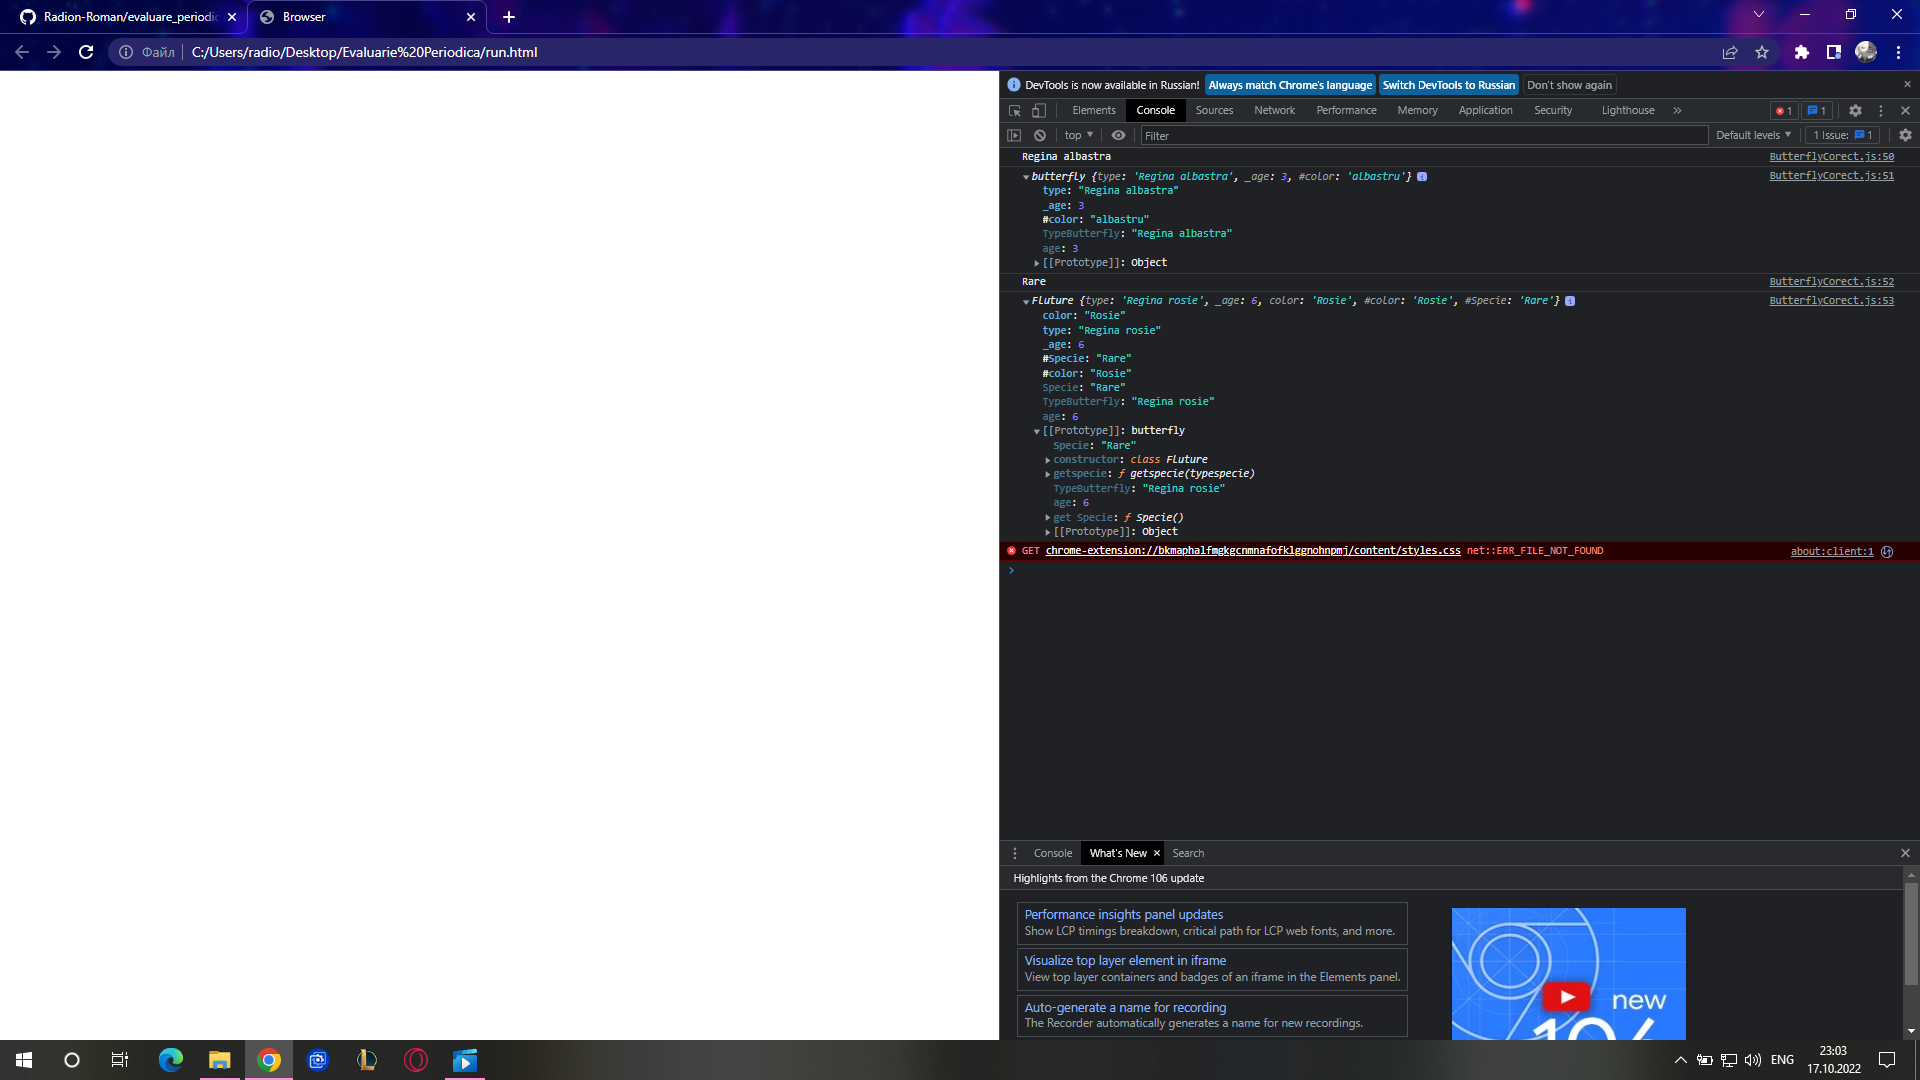 Radion-Roman/evaluare_periodic
Browser
Файл
C:/Users/radio/Desktop/Evaluarie%20Periodica/run.html
DevTools is now available in Russian!
Always match Chrome's language
Switch DevTools to Russian
Don't show again
Elements
Console
Sources
Network
Performance
Memory
Application
Security
Lighthouse
1
1
top
Filter
Default levels
1 Issue: 1
Regina albastra ButterflyCorect.js:50
butterfly {type: 'Regina albastra', _age: 3, #color: 'albastru'} ButterflyCorect.js:51
type: "Regina albastra"
_age: 3
#color: "albastru"
TypeButterfly: "Regina albastra"
age: 3
[[Prototype]]: Object
Rare ButterflyCorect.js:52
Fluture {type: 'Regina rosie', _age: 6, color: 'Rosie', #color: 'Rosie', #Specie: 'Rare'} ButterflyCorect.js:53
color: "Rosie"
type: "Regina rosie"
_age: 6
#Specie: "Rare"
#color: "Rosie"
Specie: "Rare"
TypeButterfly: "Regina rosie"
age: 6
[[Prototype]]: butterfly
Specie: "Rare"
constructor: class Fluture
getspecie: ƒ getspecie(typespecie)
TypeButterfly: "Regina rosie"
age: 6
get Specie: ƒ Specie()
[[Prototype]]: Object
GET chrome-extension://bkmaphalfmgkgcnmnafofklggnohnpmj/content/styles.css net::ERR_FILE_NOT_FOUND about:client:1
Console
What's New
Search
Highlights from the Chrome 106 update
Performance insights panel updates
Show LCP timings breakdown, critical path for LCP web fonts, and more.
Visualize top layer element in iframe
View top layer containers and badges of an iframe in the Elements panel.
Auto-generate a name for recording
The Recorder automatically generates a name for new recordings.
new
106
ENG
23:03
17.10.2022